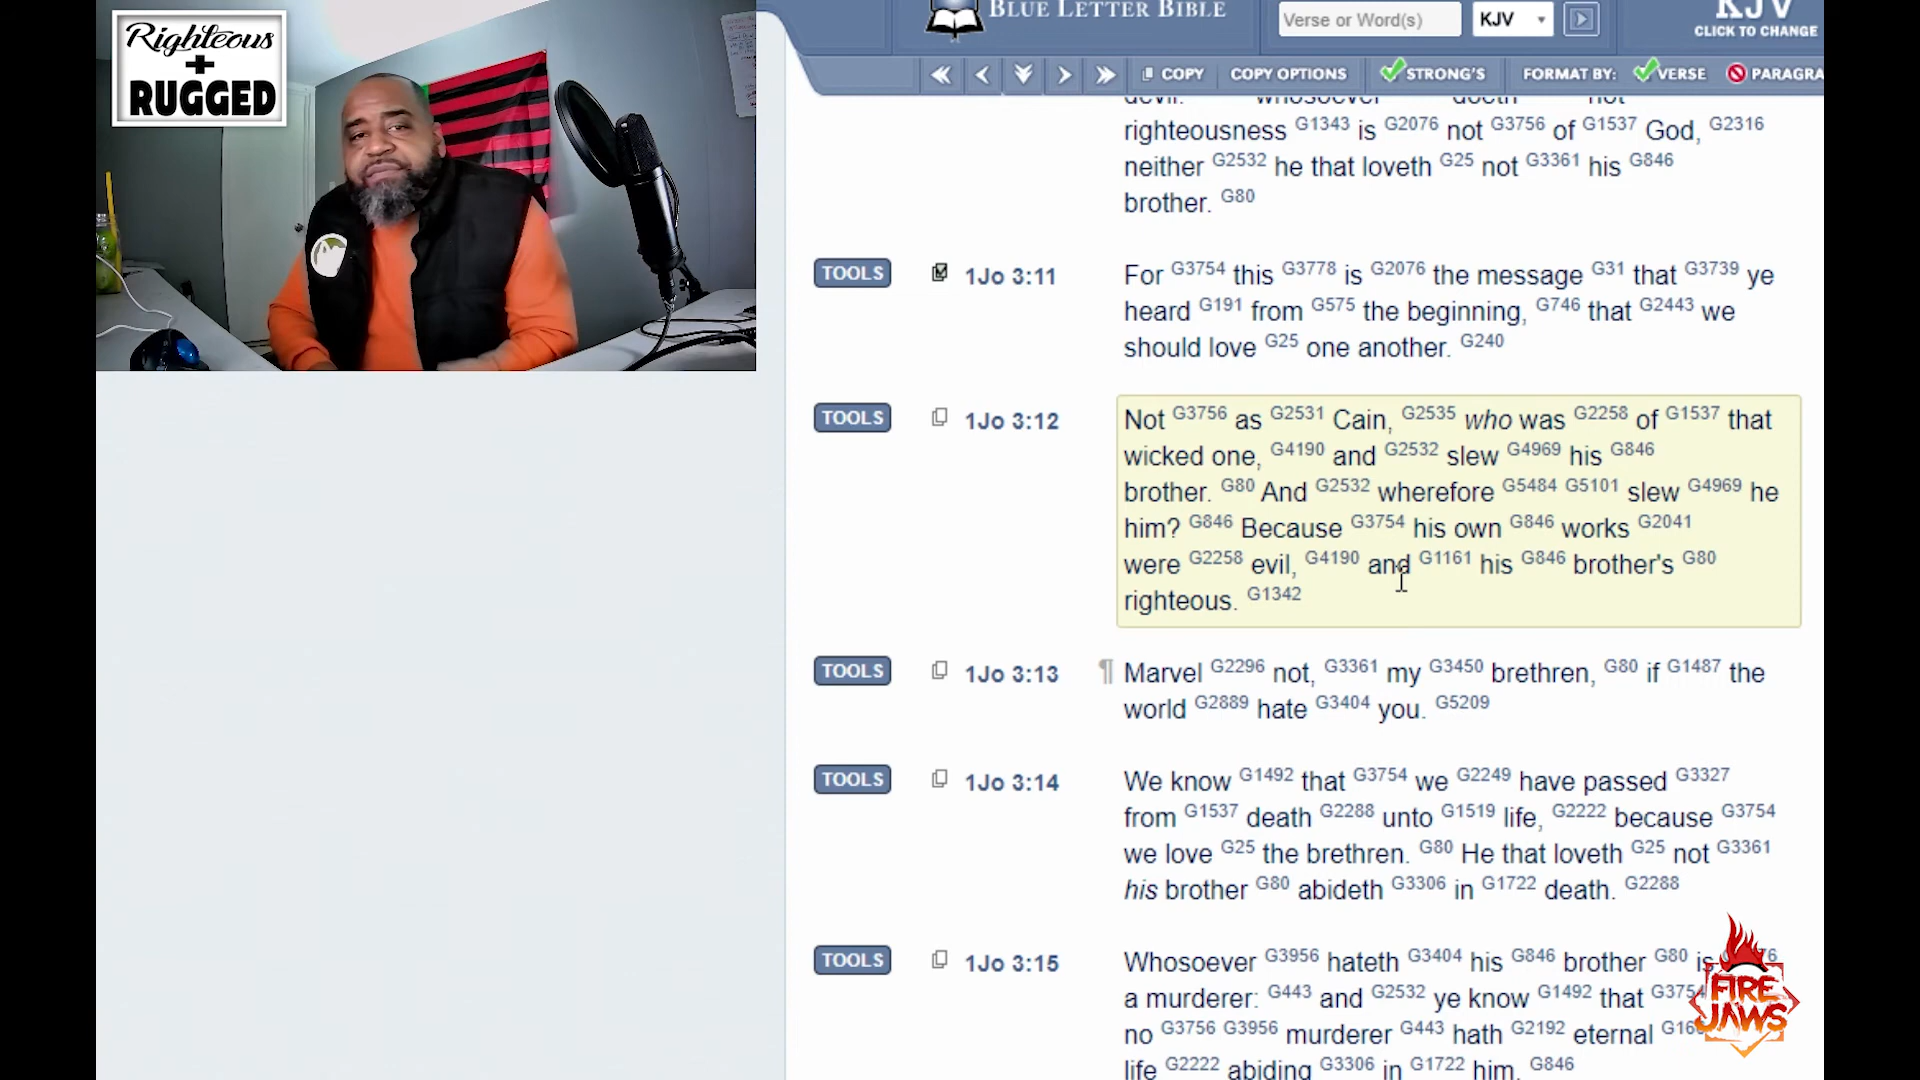 Righteous
+
RUGGED
BLUE LETTER BIBLE
Verse or Word(s)
KJV
KJV
CLICK TO CHANGE
COPY
COPY OPTIONS
STRONG'S
FORMAT BY:
VERSE
PARAGRA
devil. whosoever doeth not
righteousness G1343 is G2076 not G3756 of G1537 God, G2316
neither G2532 he that loveth G25 not G3361 his G846
brother. G80
TOOLS 1Jo 3:11 For G3754 this G3778 is G2076 the message G31 that G3739 ye
heard G191 from G575 the beginning, G746 that G2443 we
should love G25 one another. G240
TOOLS 1Jo 3:12 Not G3756 as G2531 Cain, G2535 who was G2258 of G1537 that
wicked one, G4190 and G2532 slew G4969 his G846
brother. G80 And G2532 wherefore G5484 G5101 slew G4969 he
him? G846 Because G3754 his own G846 works G2041
were G2258 evil, G4190 and G1161 his G846 brother's G80
righteous. G1342
TOOLS 1Jo 3:13 ¶ Marvel G2296 not, G3361 my G3450 brethren, G80 if G1487 the
world G2889 hate G3404 you. G5209
TOOLS 1Jo 3:14 We know G1492 that G3754 we G2249 have passed G3327
from G1537 death G2288 unto G1519 life, G2222 because G3754
we love G25 the brethren. G80 He that loveth G25 not G3361
his brother G80 abideth G3306 in G1722 death. G2288
TOOLS 1Jo 3:15 Whosoever G3956 hateth G3404 his G846 brother G80 is
a murderer: G443 and G2532 ye know G1492 that G3754
no G3756 G3956 murderer G443 hath G2192 eternal
life G2222 abiding G3306 in G1722 him. G846
FIRE
JAWS